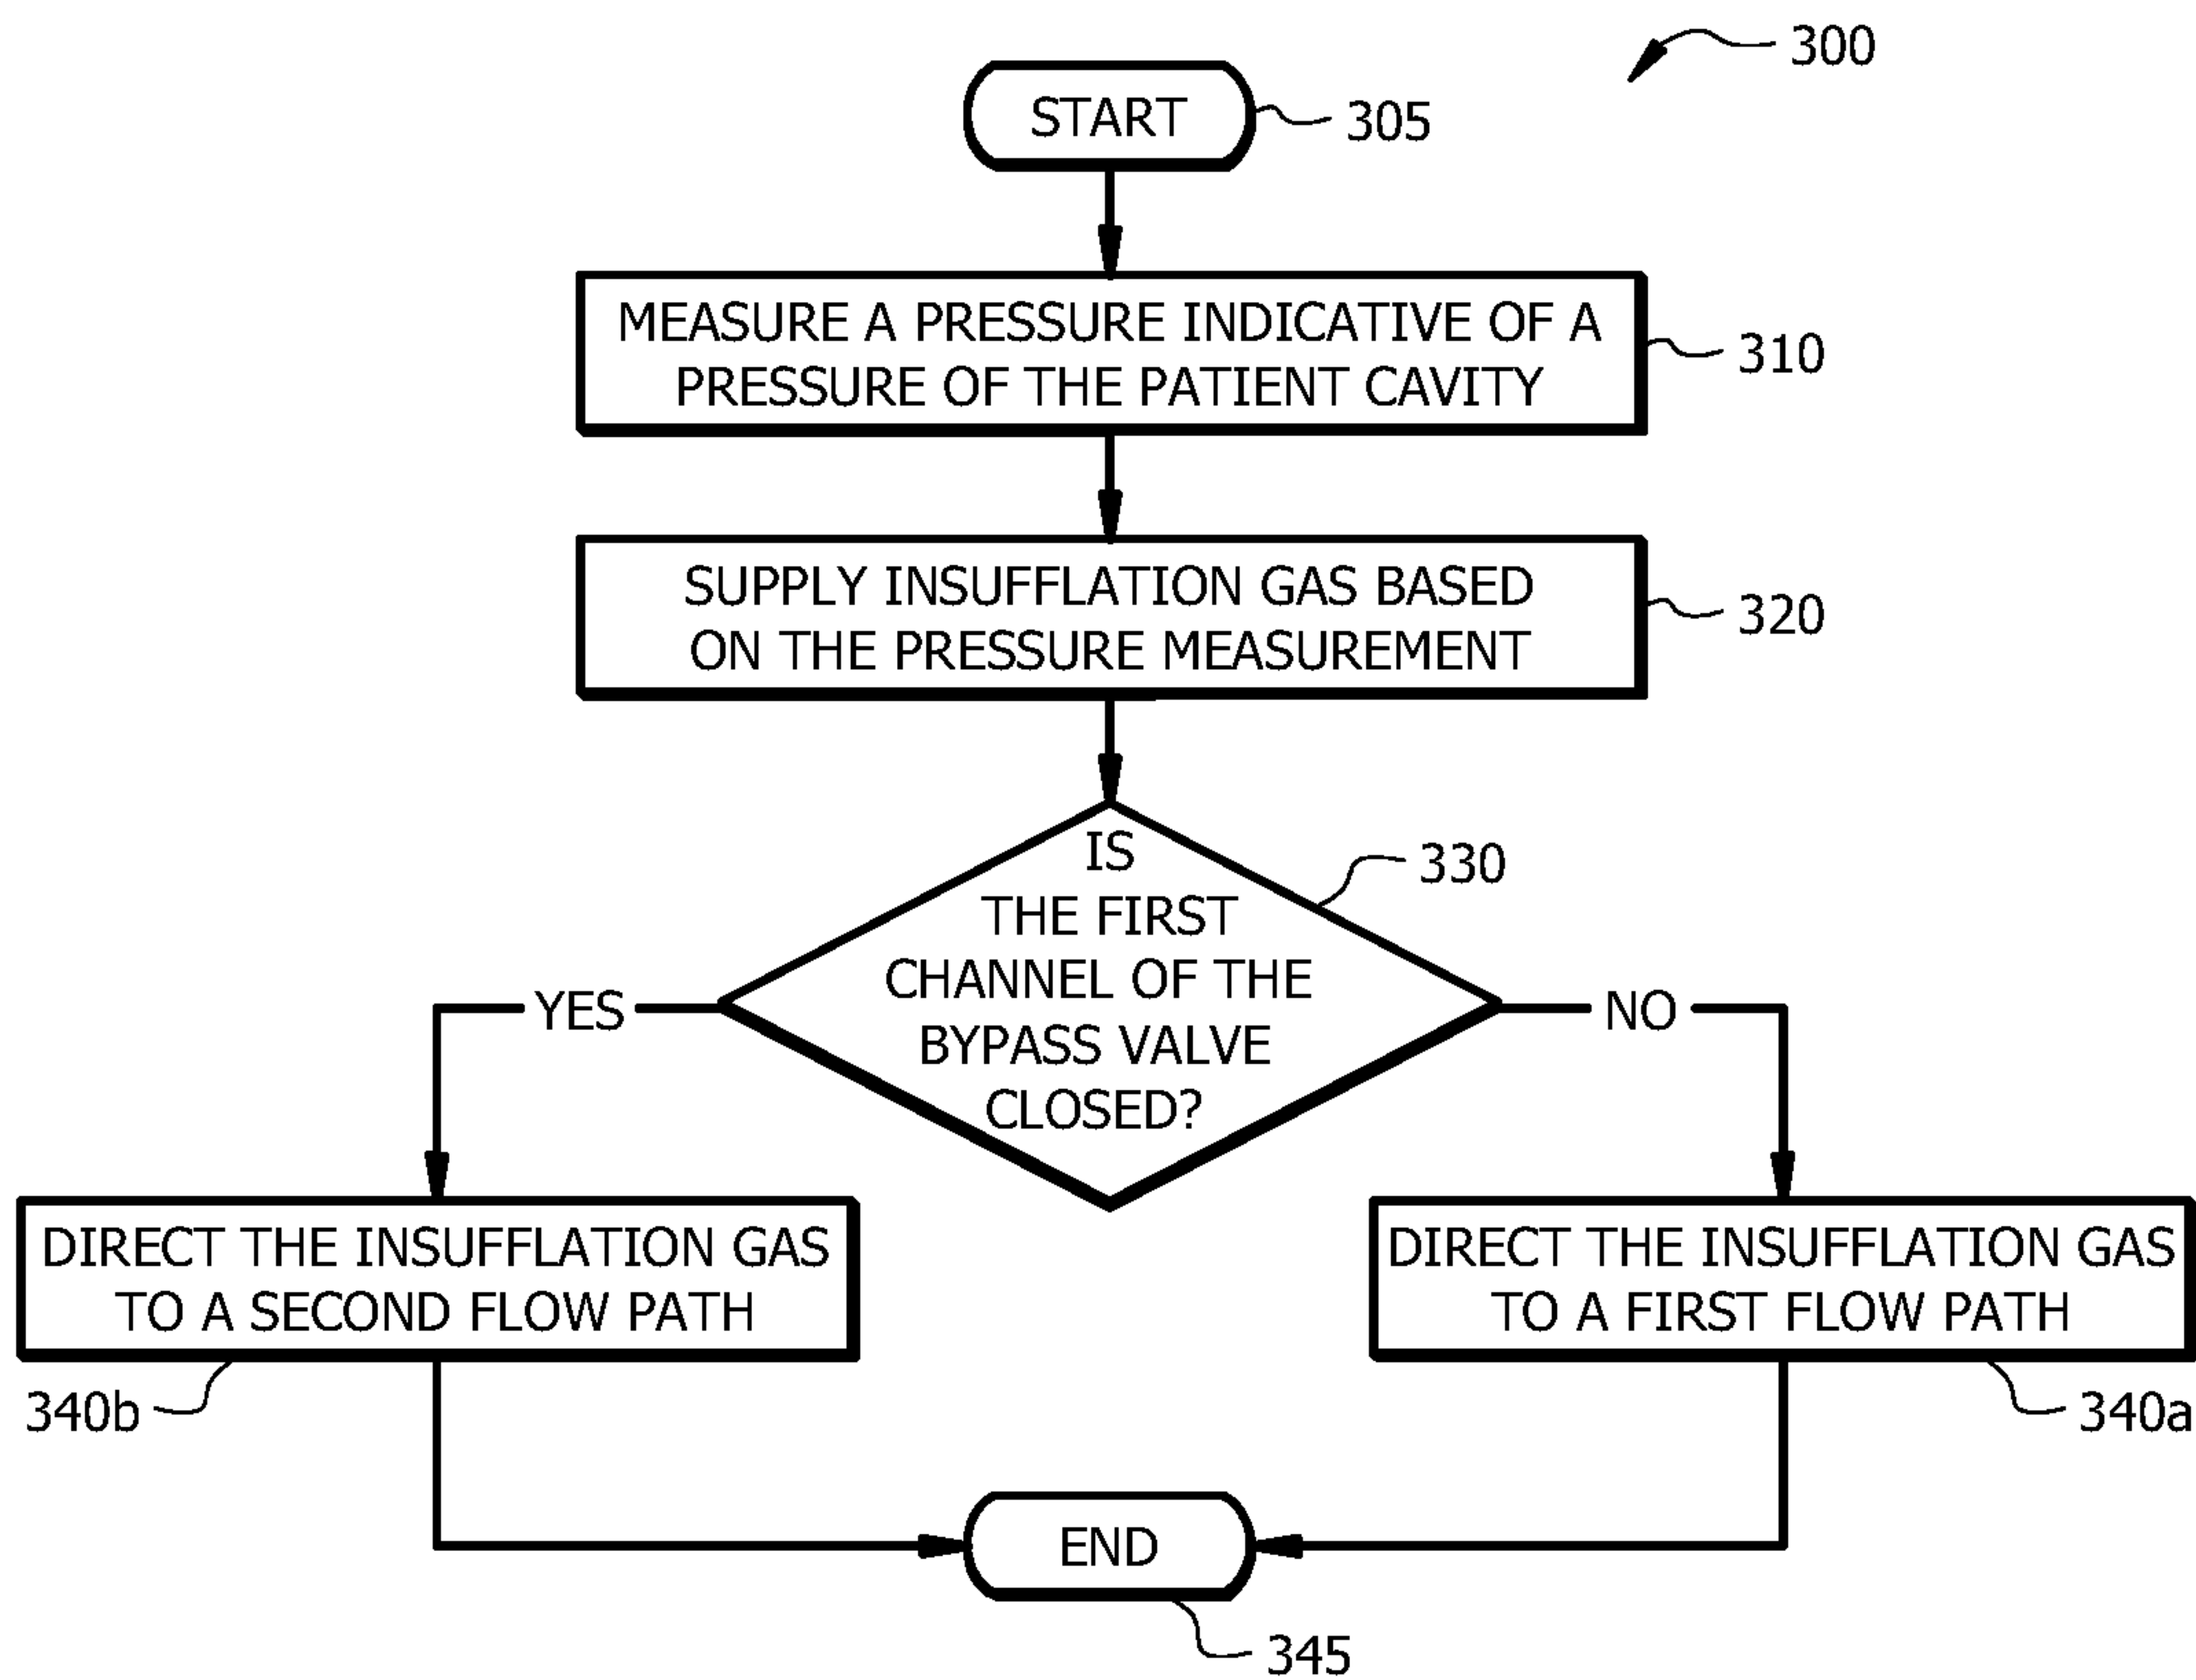 300
START
305
MEASURE A PRESSURE INDICATIVE OF A
PRESSURE OF THE PATIENT CAVITY
310
SUPPLY INSUFFLATION GAS BASED
ON THE PRESSURE MEASUREMENT
320
IS
THE FIRST
CHANNEL OF THE
BYPASS VALVE
CLOSED?
330
YES
NO
DIRECT THE INSUFFLATION GAS
TO A SECOND FLOW PATH
340b
DIRECT THE INSUFFLATION GAS
TO A FIRST FLOW PATH
340a
END
345